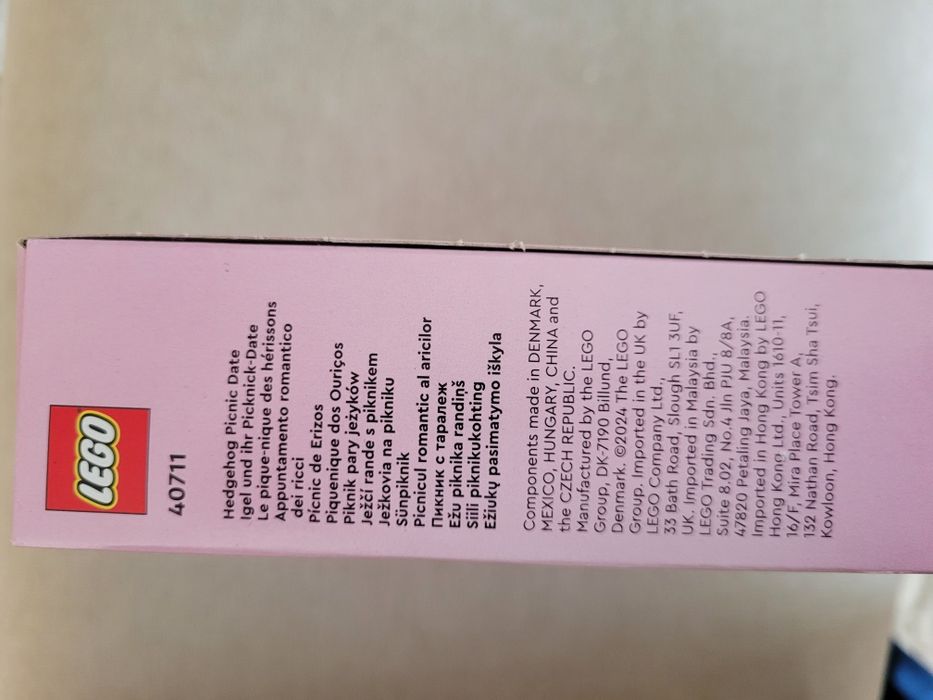 LEGO
40711
Hedgehog Picnic Date
Igel und ihr Picknick-Date
Le pique-nique des hérissons
Appuntamento romantico
dei ricci
Picnic de Erizos
Piquenique dos Ouriços
Piknik pary jeżyków
Ježčí rande s piknikem
Ježkovia na pikniku
Sünpiknik
Picnicul romantic al aricilor
Пикник с таралеж
Ežu piknika randiņš
Siili piknikukohting
Ežiukų pasimatymo iškyla
Components made in DENMARK,
MEXICO, HUNGARY, CHINA and
the CZECH REPUBLIC.
Manufactured by the LEGO
Group, DK-7190 Billund,
Denmark. ©2024 The LEGO
Group. Imported in the UK by
LEGO Company Ltd.,
33 Bath Road, Slough SL1 3UF,
UK. Imported in Malaysia by
LEGO Trading Sdn. Bhd.,
Suite 8.02, No.4 Jln PJU 8/8A,
47820 Petaling Jaya, Malaysia.
Imported in Hong Kong by LEGO
Hong Kong Ltd., Units 1610-11,
16/F, Mira Place Tower A,
132 Nathan Road, Tsim Sha Tsui,
Kowloon, Hong Kong.